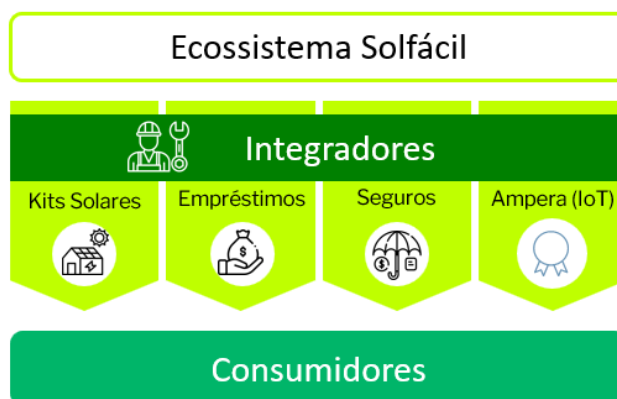 Ecossistema Solfácil
Integradores
Kits Solares
Empréstimos
Seguros
Ampera (IoT)
$
$
Consumidores